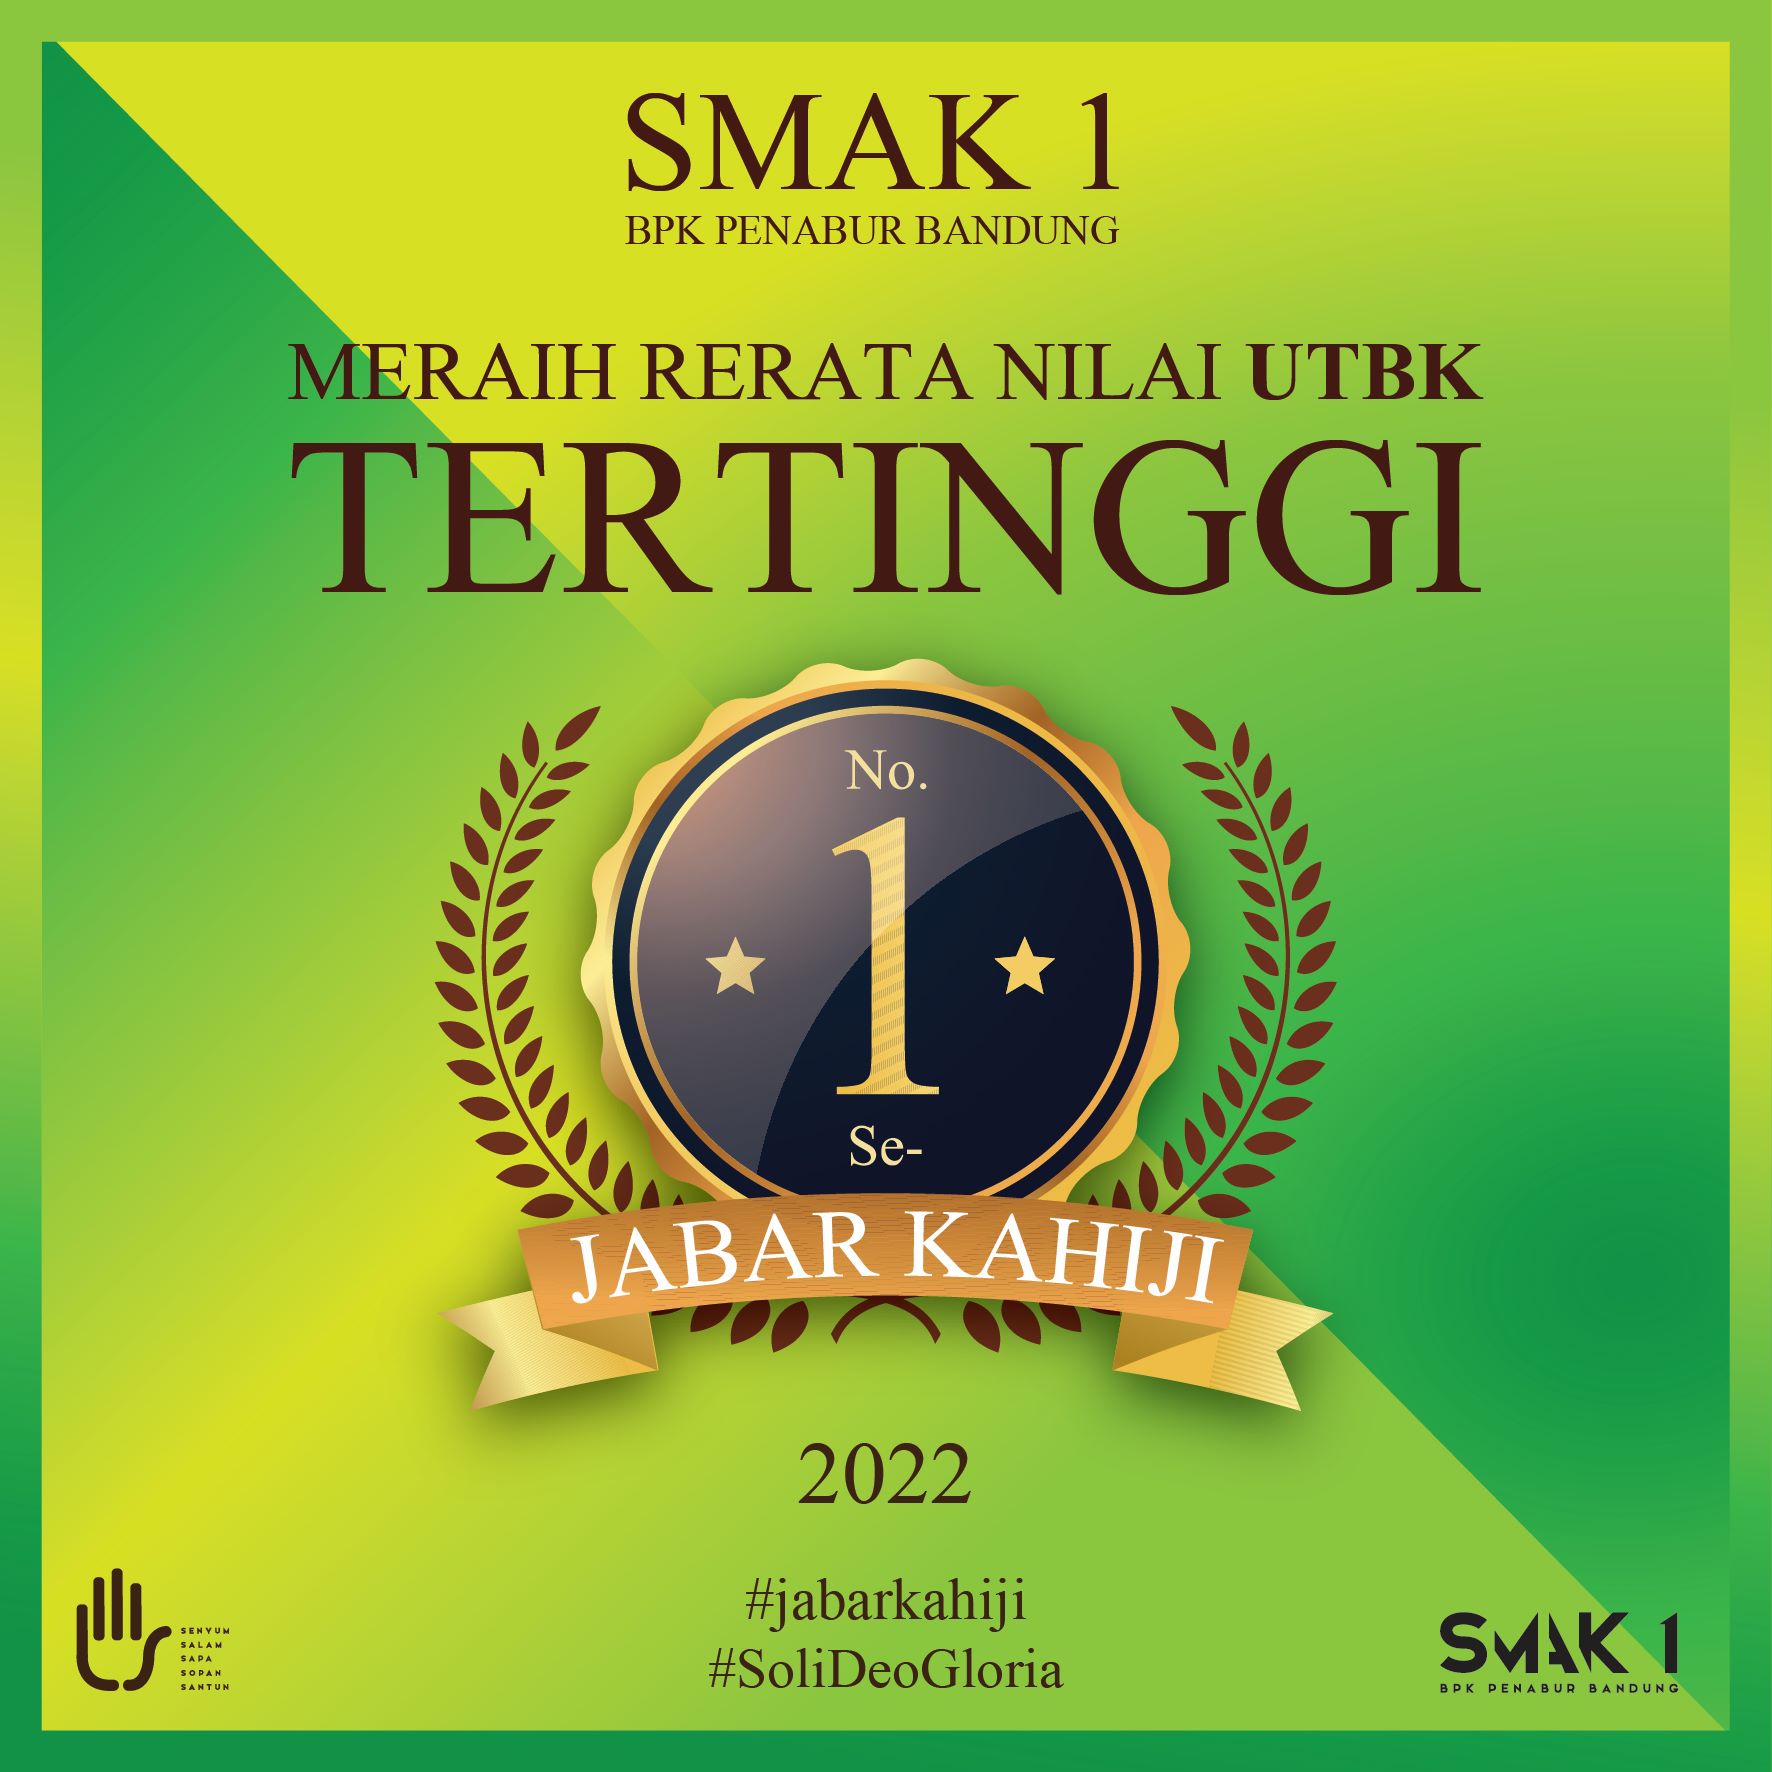 SMAK 1
BPK PENABUR BANDUNG
MERAIH RERATA NILAI UTBK
TERTINGGI
No.
1
Se-
JABAR KAHIJI
2022
#jabarkahiji
#SoliDeoGloria
SENYUM
SALAM
SAPA
SOPAN
SANTUN
SMAK 1
BPK PENABUR BANDUNG